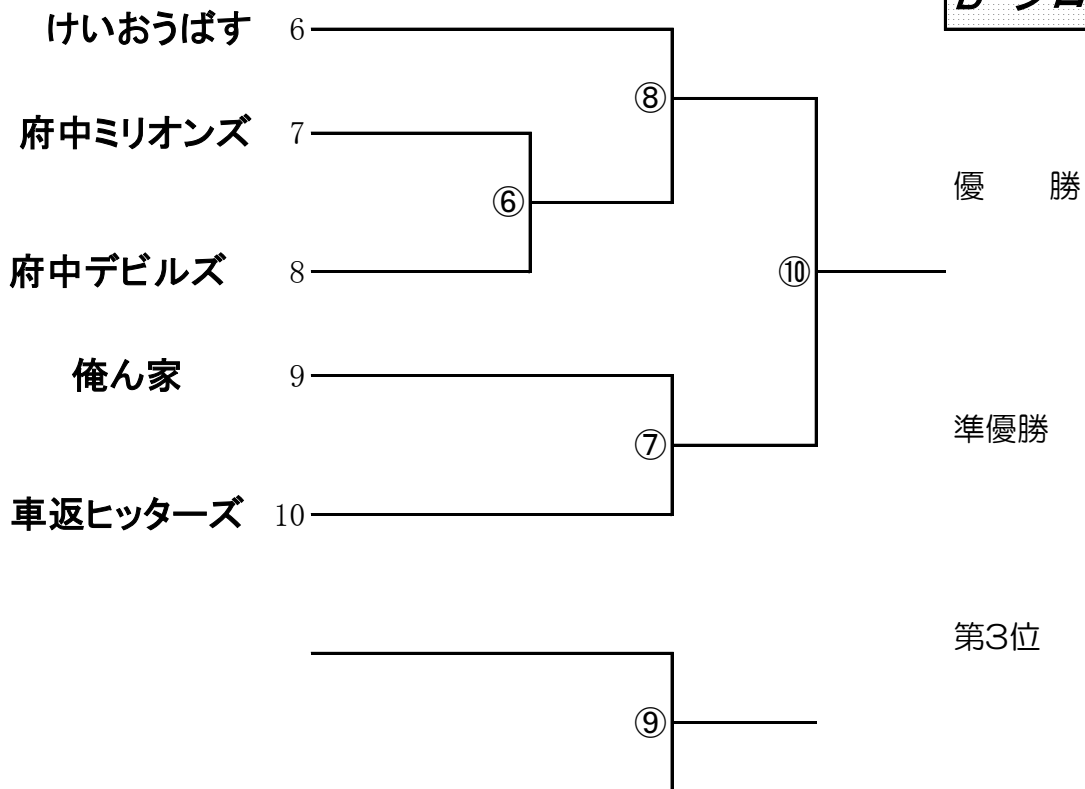 けいおうばす 6
⑧
府中ミリオンズ 7
優 勝
⑥
府中デビルズ 8
⑩
俺ん家 9
準優勝
⑦
車返ヒッターズ 10
第3位
⑨